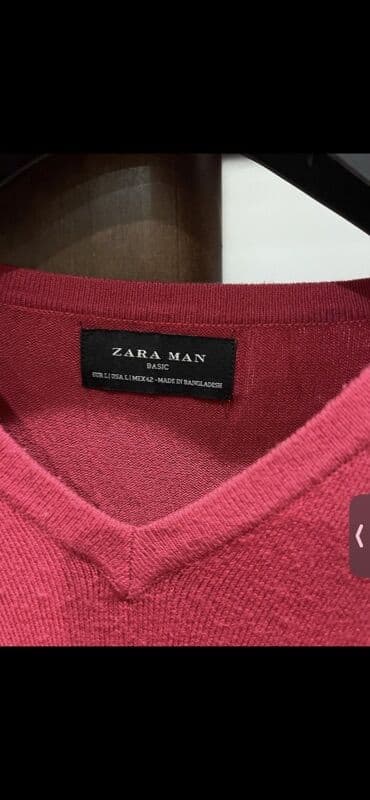 ZARA MAN
BASIC
EUR L | USA L | MEX 42 - MADE IN BANGLADESH